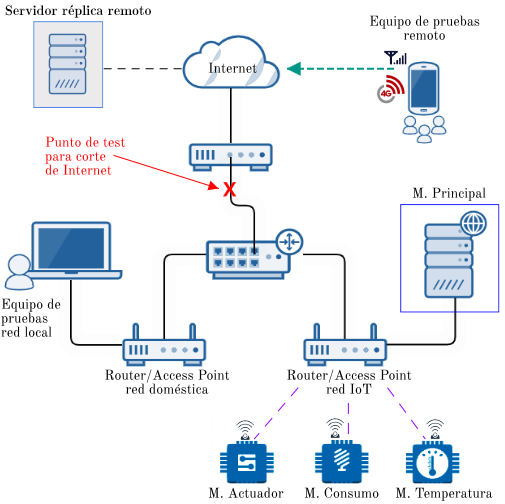 Servidor réplica remoto
Equipo de pruebas
remoto
Internet
4G
Punto de test
para corte
de Internet
X
M. Principal
Equipo de
pruebas
red local
Router/Access Point
red doméstica
Router/Access Point
red IoT
M. Actuador
M. Consumo
M. Temperatura